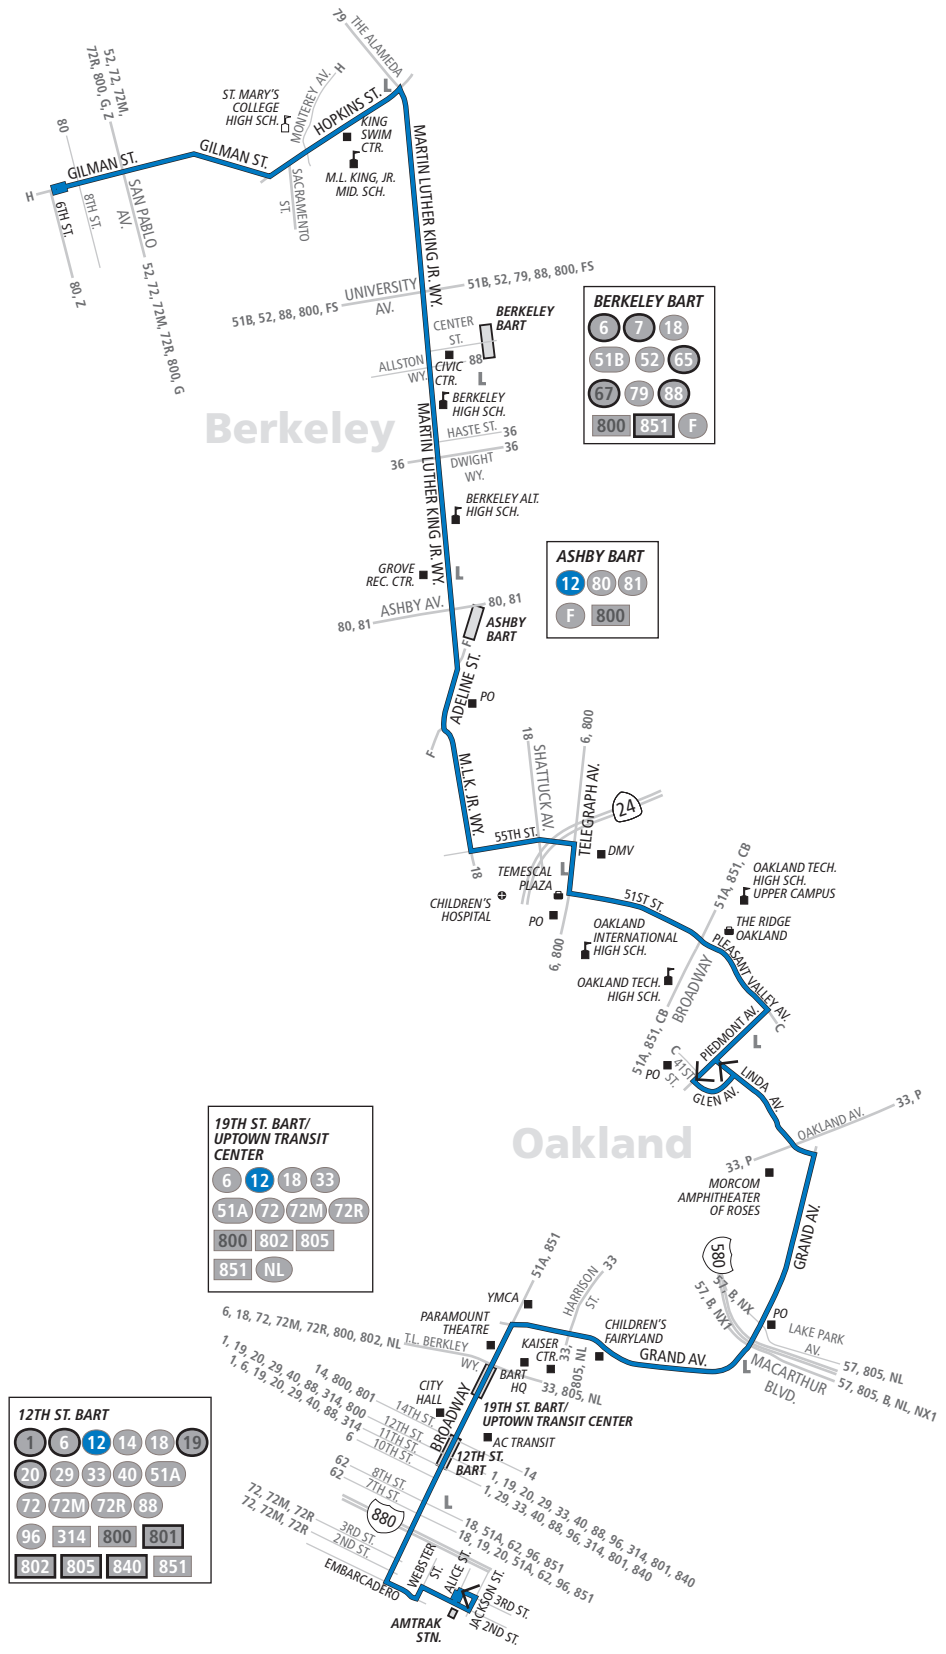 79
THE ALAMEDA
52, 72, 72M,
72R, 800, G, Z
80
ST. MARY'S
COLLEGE
HIGH SCH.
MONTEREY AV.
H
L
HOPKINS ST.
KING
SWIM
CTR.
GILMAN ST.
GILMAN ST.
M.L. KING, JR.
MID. SCH.
MARTIN LUTHER KING JR. WY.
H
6TH ST.
8TH ST.
SAN PABLO
AV.
SACRAMENTO
ST.
80, Z
52, 72, 72M, 72R, 800, G
51B, 52, 88, 800, FS
UNIVERSITY
AV.
51B, 52, 79, 88, 800, FS
CENTER
ST.
BERKELEY
BART
ALLSTON
WY.
88
CIVIC
CTR.
L
BERKELEY
HIGH SCH.
Berkeley
HASTE ST.
36
36
DWIGHT
WY.
36
MARTIN LUTHER KING JR. WY.
BERKELEY ALT.
HIGH SCH.
BERKELEY BART
6 7 18
51B 52 65
67 79 88
800 851 F
GROVE
REC. CTR.
L
80, 81
ASHBY AV.
80, 81
ASHBY
BART
F
ASHBY BART
12 80 81
F 800
ADELINE ST.
PO
F
M.L.K. JR. WY.
18
SHATTUCK AV.
6, 800
TELEGRAPH AV.
24
55TH ST.
18
DMV
TEMESCAL
PLAZA
L
CHILDREN'S
HOSPITAL
PO
51ST ST.
6, 800
OAKLAND
INTERNATIONAL
HIGH SCH.
OAKLAND TECH.
HIGH SCH.
51A, 851, CB
OAKLAND TECH.
HIGH SCH.
UPPER CAMPUS
THE RIDGE
OAKLAND
PLEASANT VALLEY AV.
BROADWAY
51A, 851, CB
C
PIEDMONT AV.
L
C
41ST
ST.
PO
GLEN AV.
LINDA AV.
OAKLAND AV.
33, P
33, P
Oakland
MORCOM
AMPHITHEATER
OF ROSES
GRAND AV.
580
57, B, NX
57, B, NX1
PO
LAKE PARK
AV.
57, 805, NL
57, 805, B, NL, NX1
MACARTHUR
BLVD.
L
19TH ST. BART/
UPTOWN TRANSIT
CENTER
6 12 18 33
51A 72 72M 72R
800 802 805
851 NL
51A, 851
HARRISON
ST.
33
YMCA
PARAMOUNT
THEATRE
CHILDREN'S
FAIRYLAND
KAISER
CTR.
33,
805, NL
GRAND AV.
6, 18, 72, 72M, 72R, 800, 802, NL
T.L. BERKLEY
WY.
BART
HQ
33, 805, NL
1, 19, 20, 29, 40, 88, 314, 800
1, 6, 19, 20, 29, 40, 88, 314
14, 800, 801
6
CITY
HALL
14TH ST.
12TH ST.
11TH ST.
10TH ST.
BROADWAY
19TH ST. BART/
UPTOWN TRANSIT CENTER
AC TRANSIT
12TH ST.
BART
14
1, 19, 20, 29, 33, 40, 88, 96, 314, 801, 840
1, 29, 33, 40, 88, 96, 314, 801, 840
12TH ST. BART
1 6 12 14 18 19
20 29 33 40 51A
72 72M 72R 88
96 314 800 801
802 805 840 851
62
62
8TH ST.
7TH ST.
L
880
18, 51A, 62, 96, 851
18, 19, 20, 51A, 62, 96, 851
72, 72M, 72R
72, 72M, 72R
3RD ST.
2ND ST.
EMBARCADERO
WEBSTER
ST.
ALICE ST.
JACKSON ST.
3RD ST.
2ND ST.
AMTRAK
STN.